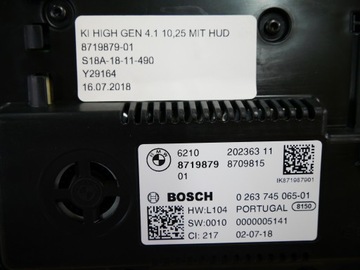 KI HIGH GEN 4.1 10,25 MIT HUD
8719879-01
S18A-18-11-490
Y29164
16.07.2018
BMW
6210 202363 11
8719879 8709815
01
IK871987901
BOSCH 0 263 745 065-01
HW:L104 PORTUGAL 8150
SW:0010 0000005141
CI: 217 02-07-18